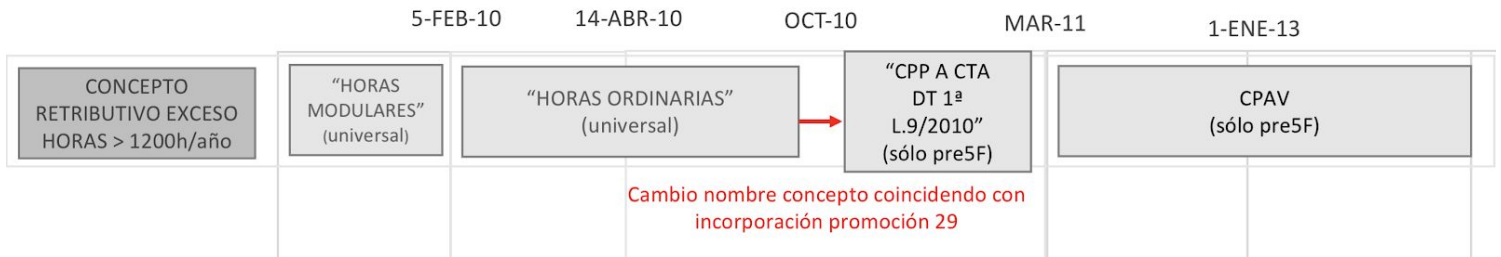 5-FEB-10
14-ABR-10
OCT-10
MAR-11
1-ENE-13
CONCEPTO
RETRIBUTIVO EXCESO
HORAS > 1200h/año
“HORAS
MODULARES”
(universal)
“HORAS ORDINARIAS”
(universal)
“CPP A CTA
DT 1ª
L.9/2010”
(sólo pre5F)
CPAV
(sólo pre5F)
Cambio nombre concepto coincidendo con
incorporación promoción 29